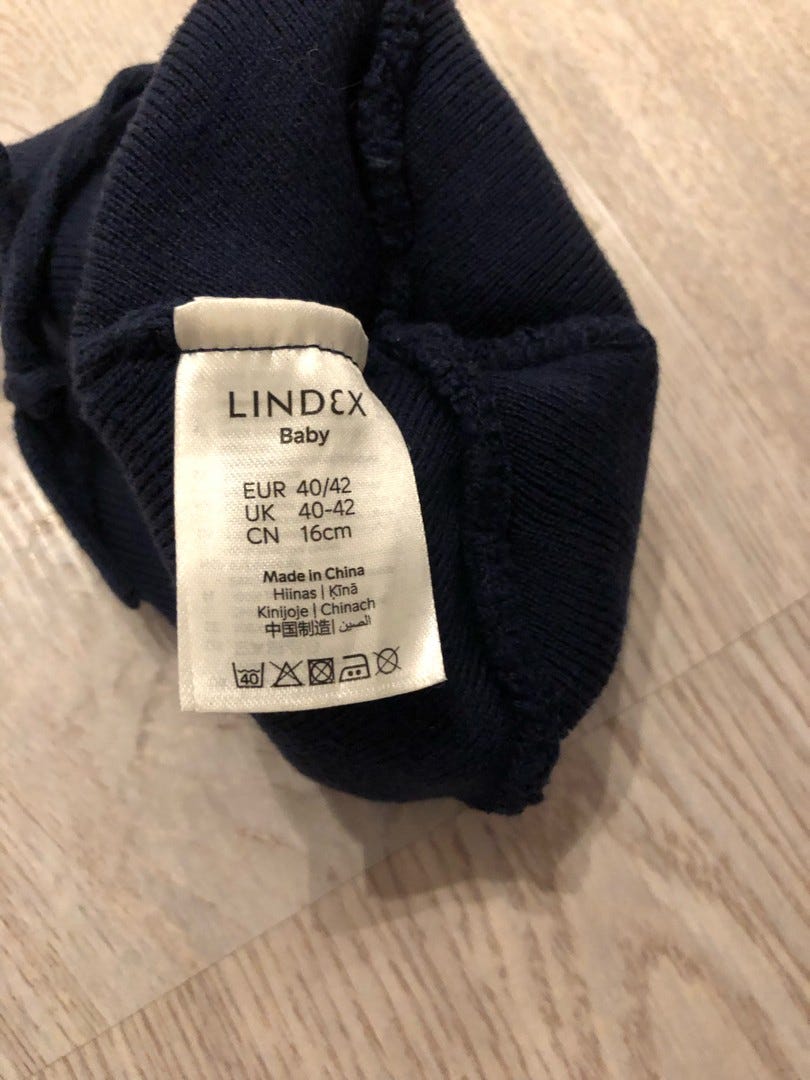 LINDEX
Baby
EUR 40/42
UK 40-42
CN 16cm
Made in China
Hiinas | Ķīnā
Kinijoje | Chinach
中国制造 | الصين
40